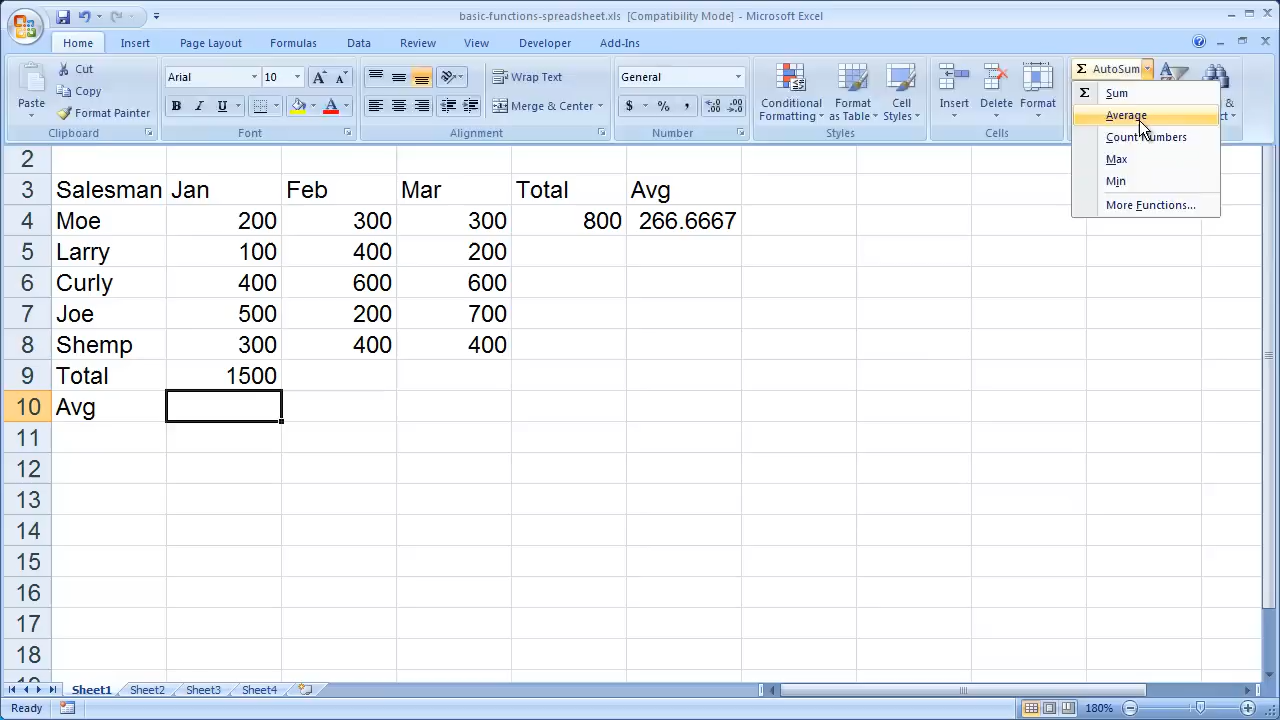 basic-functions-spreadsheet.xls [Compatibility Mode] - Microsoft Excel
Home Insert Page Layout Formulas Data Review View Developer Add-Ins
Paste
Cut
Copy
Format Painter
Clipboard
Arial 10
B I U
Font
Wrap Text
Merge & Center
Alignment
General
$ % ,
Number
Conditional Formatting
Format as Table
Cell Styles
Styles
Insert Delete Format
Cells
Σ AutoSum
Σ Sum
Average
Count Numbers
Max
Min
More Functions...
2
3 Salesman Jan Feb Mar Total Avg
4 Moe 200 300 300 800 266.6667
5 Larry 100 400 200
6 Curly 400 600 600
7 Joe 500 200 700
8 Shemp 300 400 400
9 Total 1500
10 Avg
11
12
13
14
15
16
17
18
Sheet1 Sheet2 Sheet3 Sheet4
Ready 180%